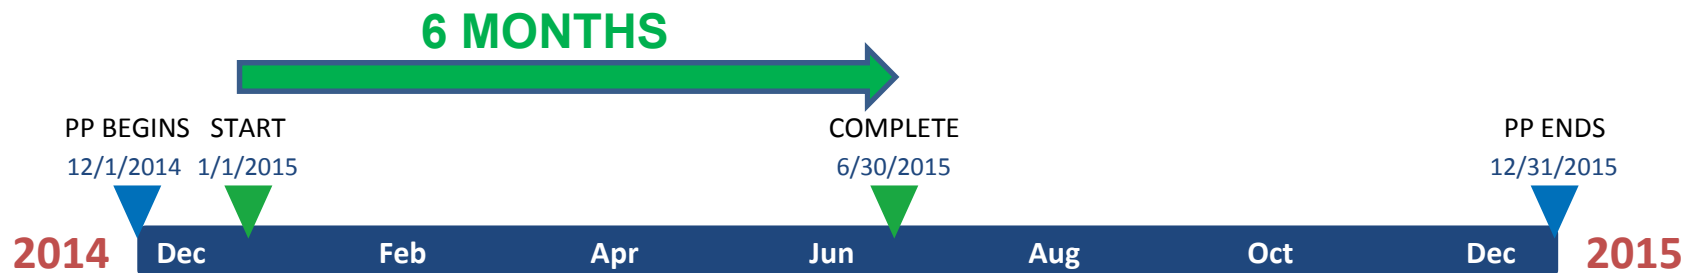 6 MONTHS
PP BEGINS START COMPLETE PP ENDS
12/1/2014 1/1/2015 6/30/2015 12/31/2015
2014 Dec Feb Apr Jun Aug Oct Dec 2015